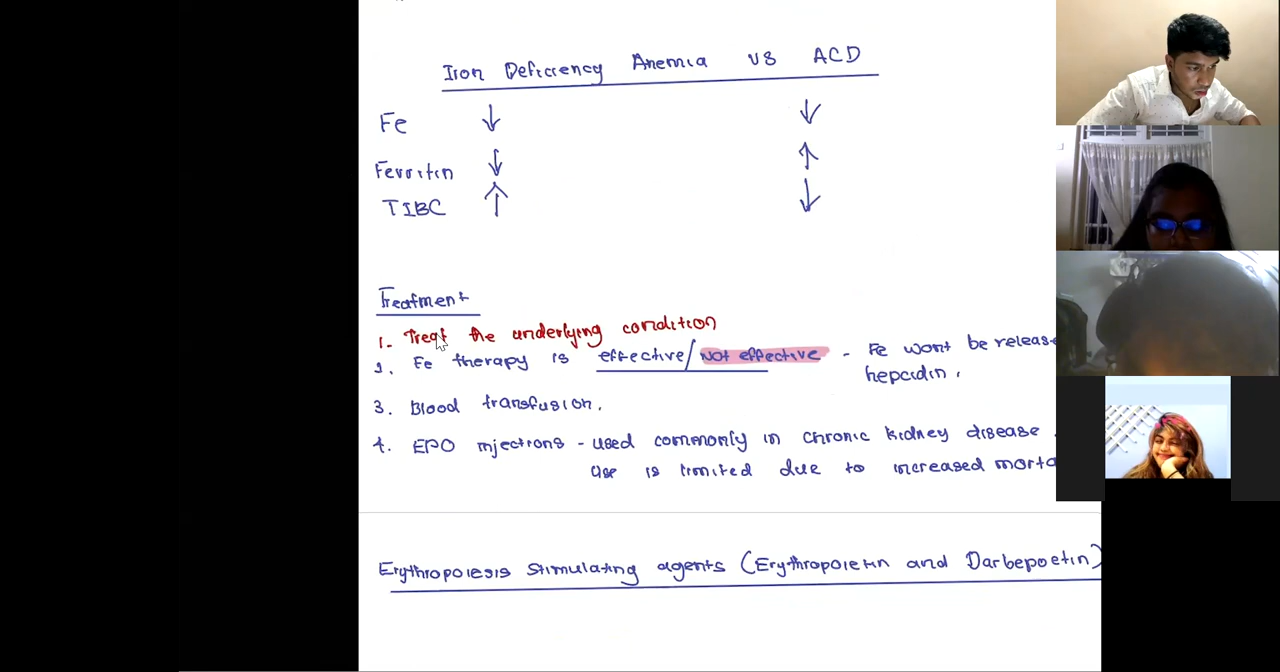 Iron Deficiency Anemia VS ACD
Fe ↓ ↓
Ferritin ↓ ↑
TIBC ↑ ↓
Treatment
1. Treat the underlying condition
2. Fe therapy is effective/Not effective - Fe wont be release
hepcidin.
3. Blood transfusion.
4. EPO injections - used commonly in chronic kidney disease.
Use is limited due to increased morta
Erythropoiesis stimulating agents (Erythropoietin and Darbepoetin)